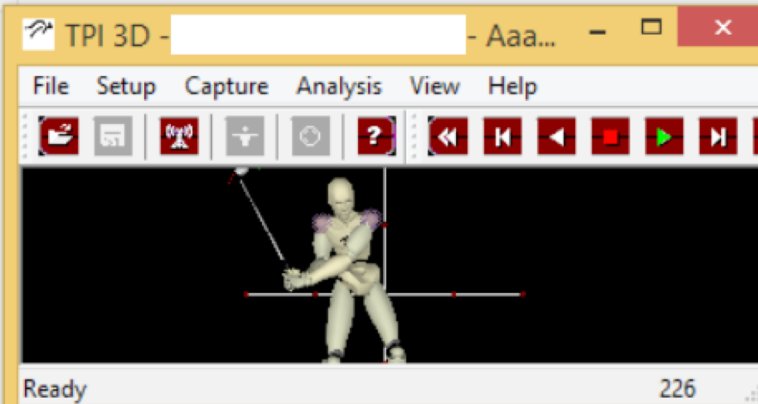 TPI 3D - - Aaa...
File Setup Capture Analysis View Help
?
Ready 226